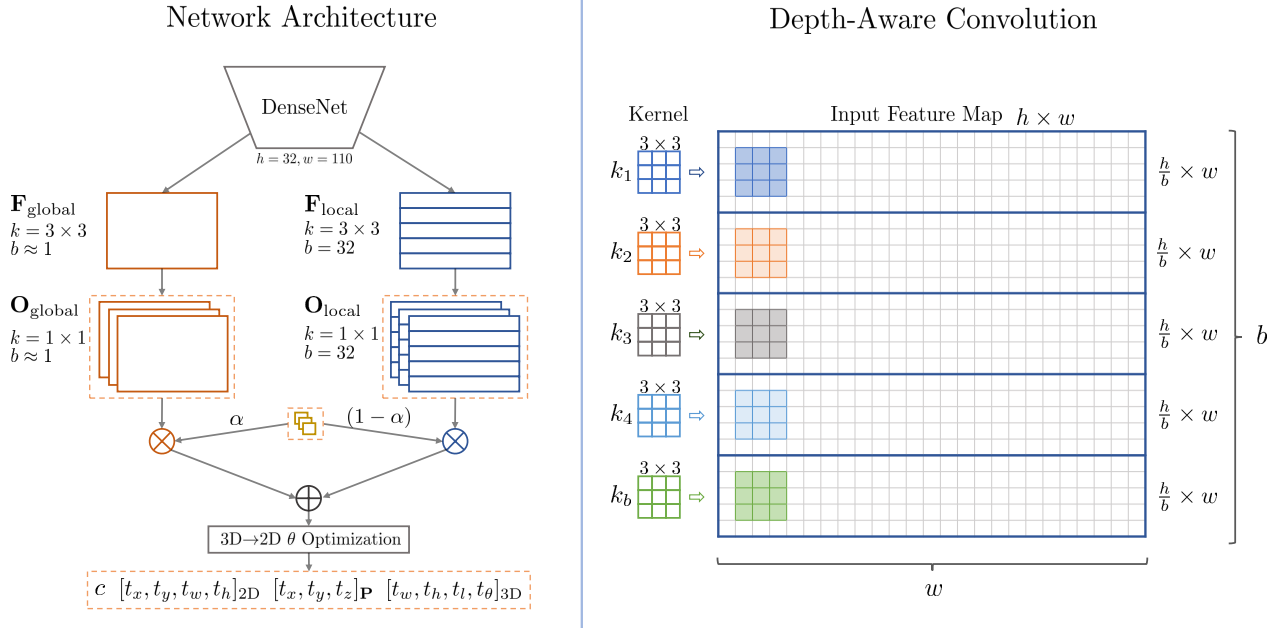 Network Architecture
DenseNet
h = 32, w = 110
F_global
k = 3 × 3
b ≈ 1
F_local
k = 3 × 3
b = 32
O_global
k = 1 × 1
b ≈ 1
O_local
k = 1 × 1
b = 32
α
(1 − α)
3D→2D θ Optimization
c [t_x, t_y, t_w, t_h]_2D [t_x, t_y, t_z]_P [t_w, t_h, t_l, t_θ]_3D
Depth-Aware Convolution
Kernel
Input Feature Map h × w
3 × 3
k_1
h/b × w
3 × 3
k_2
h/b × w
3 × 3
k_3
h/b × w
3 × 3
k_4
h/b × w
3 × 3
k_b
h/b × w
b
w